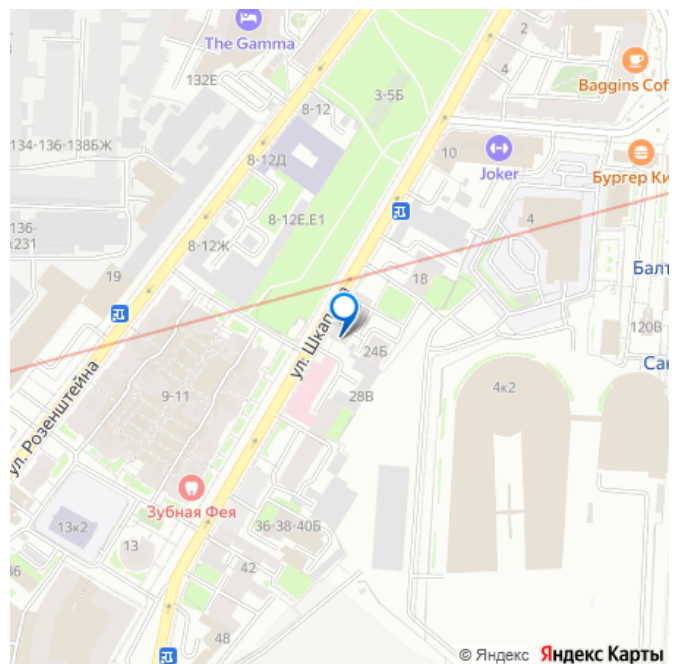 The Gamma
2
132Е
4
3-5Б
Baggins Cof
8-12
134-136-138БЖ
8-12Д
10
Joker
Бургер Ки
136-
к231
8-12Е,Е1
4
8-12Ж
19
18
Балт
ул. Шкапина
120В
24Б
Сан
ул. Розенштейна
9-11
28В
4к2
Зубная Фея
13к2
36-38-40Б
13
36
42
48
© Яндекс Яндекс Карты